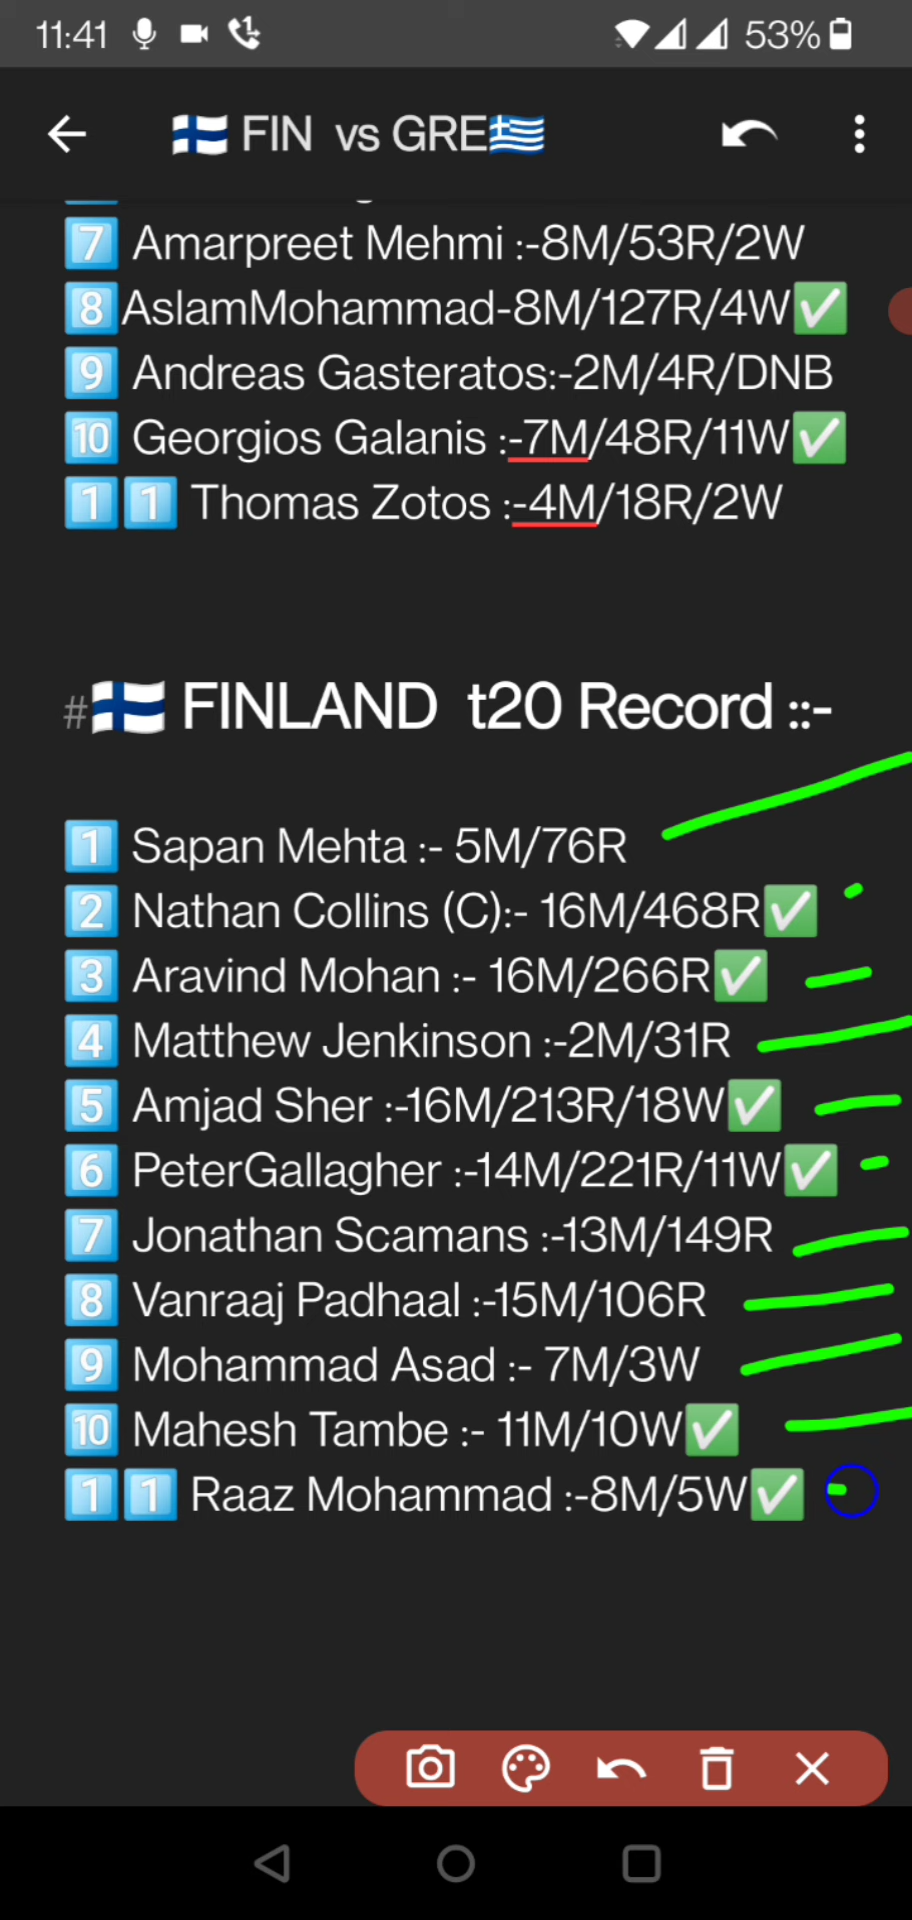 11:41 53%
🇫🇮 FIN vs GRE🇬🇷
7️⃣ Amarpreet Mehmi :-8M/53R/2W
8️⃣AslamMohammad-8M/127R/4W✅
9️⃣ Andreas Gasteratos:-2M/4R/DNB
🔟 Georgios Galanis :-7M/48R/11W✅
1️⃣1️⃣ Thomas Zotos :-4M/18R/2W
#🇫🇮 FINLAND t20 Record ::-
1️⃣ Sapan Mehta :- 5M/76R
2️⃣ Nathan Collins (C):- 16M/468R✅
3️⃣ Aravind Mohan :- 16M/266R✅
4️⃣ Matthew Jenkinson :-2M/31R
5️⃣ Amjad Sher :-16M/213R/18W✅
6️⃣ PeterGallagher :-14M/221R/11W✅
7️⃣ Jonathan Scamans :-13M/149R
8️⃣ Vanraaj Padhaal :-15M/106R
9️⃣ Mohammad Asad :- 7M/3W
🔟 Mahesh Tambe :- 11M/10W✅
1️⃣1️⃣ Raaz Mohammad :-8M/5W✅